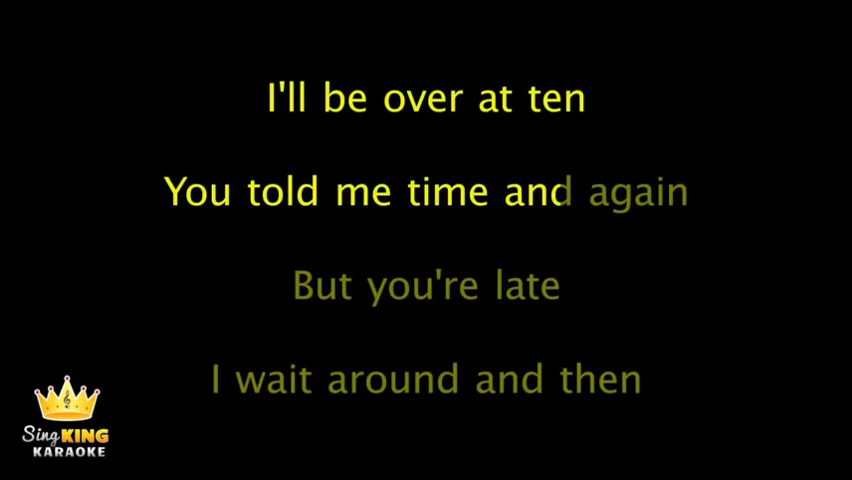 I'll be over at ten
You told me time and again
But you're late
I wait around and then
Sing KING
KARAOKE